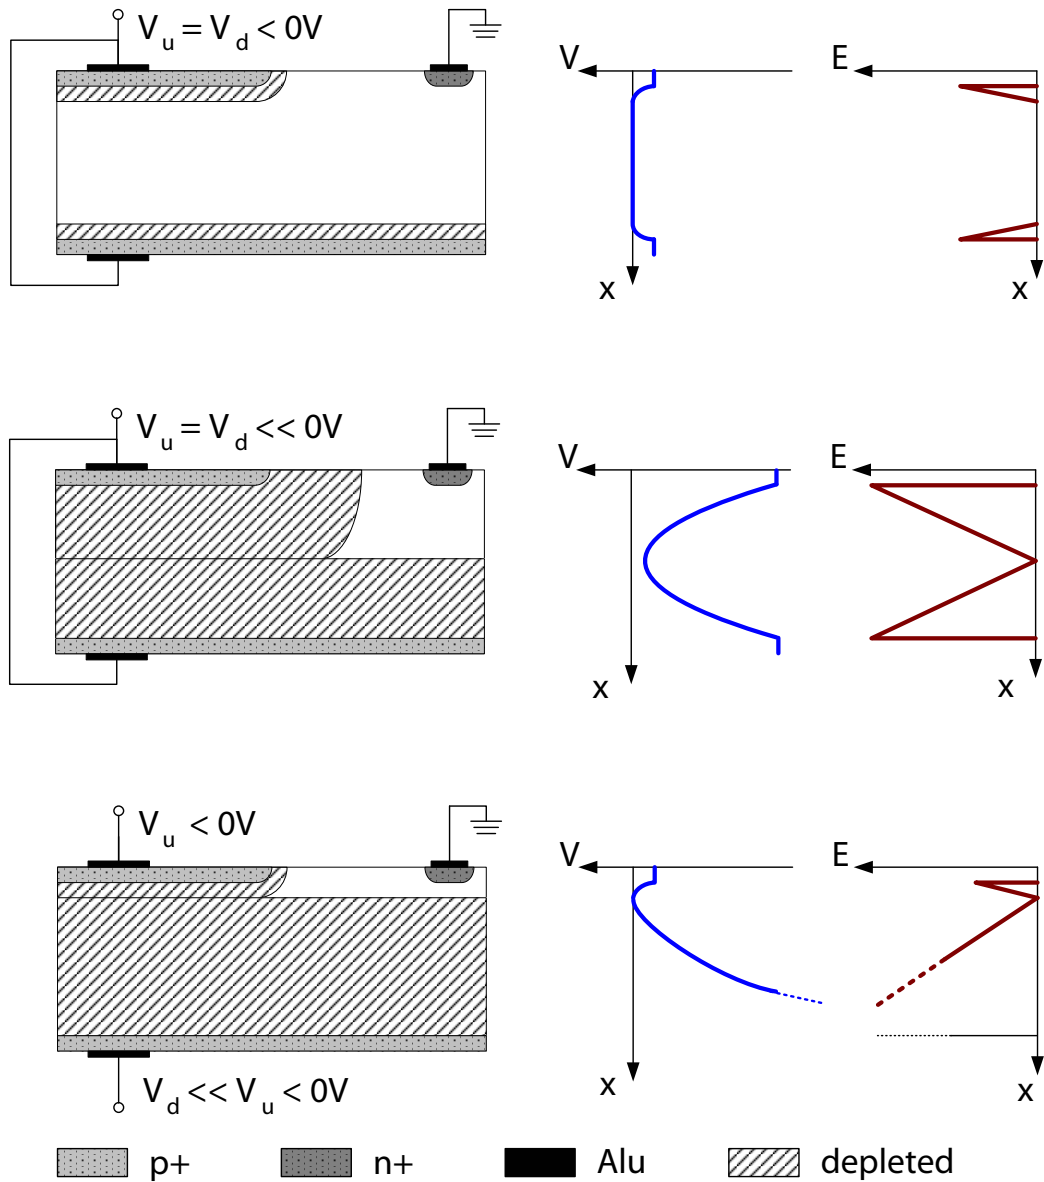 V_u = V_d < 0V
V E
x x
V_u = V_d << 0V
V E
x x
V_u < 0V
V E
x x
V_d << V_u < 0V
p+ n+ Alu depleted